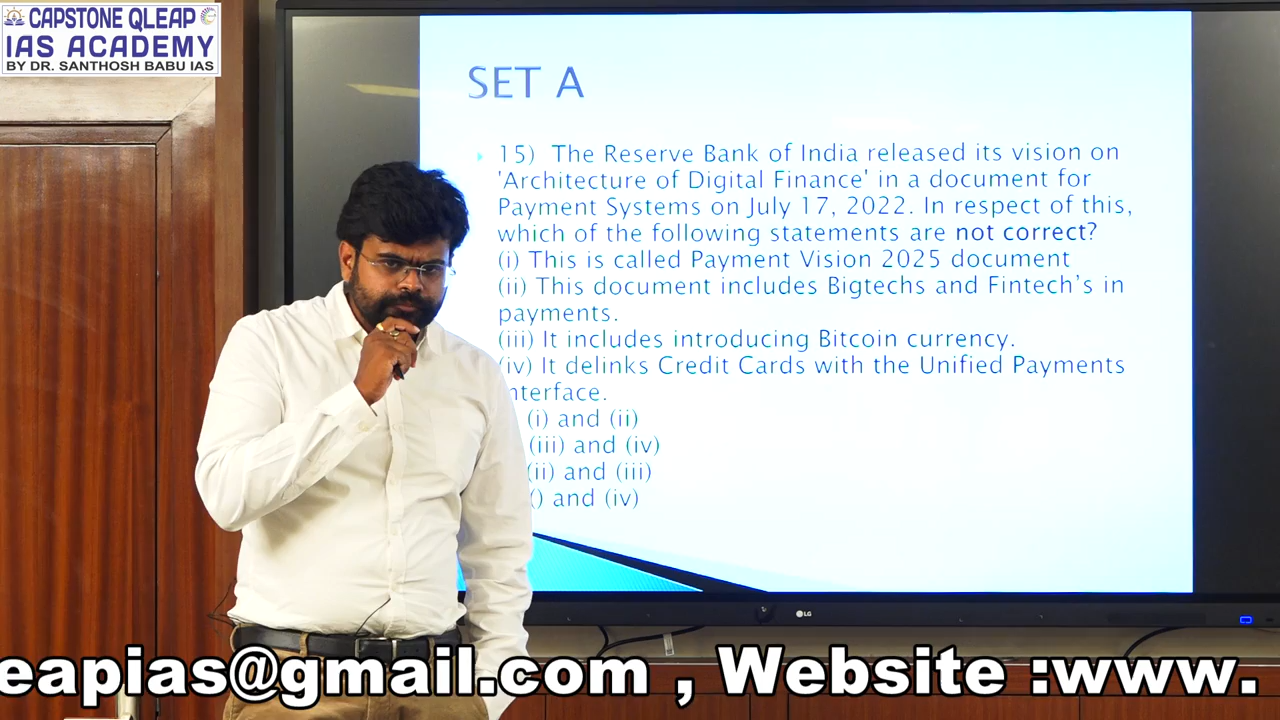 CAPSTONE QLEAP
IAS ACADEMY
BY DR. SANTHOSH BABU IAS
SET A
15) The Reserve Bank of India released its vision on
'Architecture of Digital Finance' in a document for
Payment Systems on July 17, 2022. In respect of this,
which of the following statements are not correct?
(i) This is called Payment Vision 2025 document
(ii) This document includes Bigtechs and Fintech's in
payments.
(iii) It includes introducing Bitcoin currency.
(iv) It delinks Credit Cards with the Unified Payments
nterface.
(i) and (ii)
(iii) and (iv)
(ii) and (iii)
() and (iv)
LG
eapias@gmail.com , Website :www.